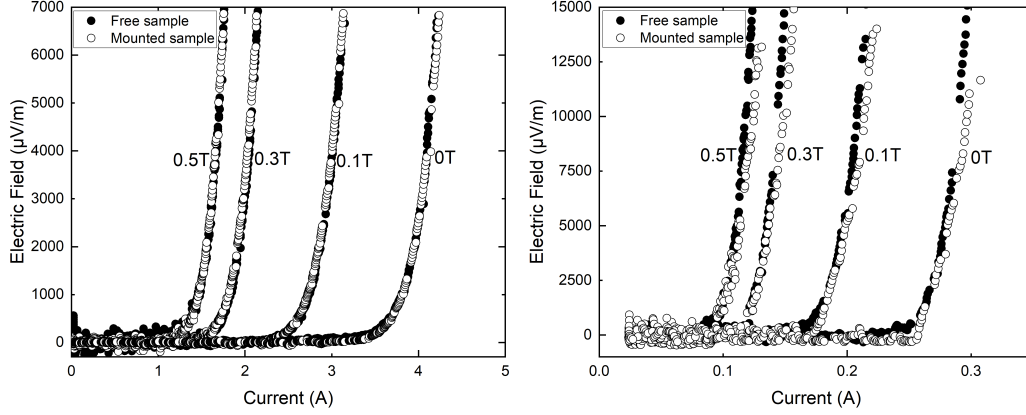 7000
6000
5000
4000
3000
2000
1000
0
Electric Field (µV/m)
Free sample
Mounted sample
0.5T
0.3T
0.1T
0T
0
1
2
3
4
5
Current (A)
15000
12500
10000
7500
5000
2500
0
Electric Field (µV/m)
Free sample
Mounted sample
0.5T
0.3T
0.1T
0T
0.0
0.1
0.2
0.3
Current (A)